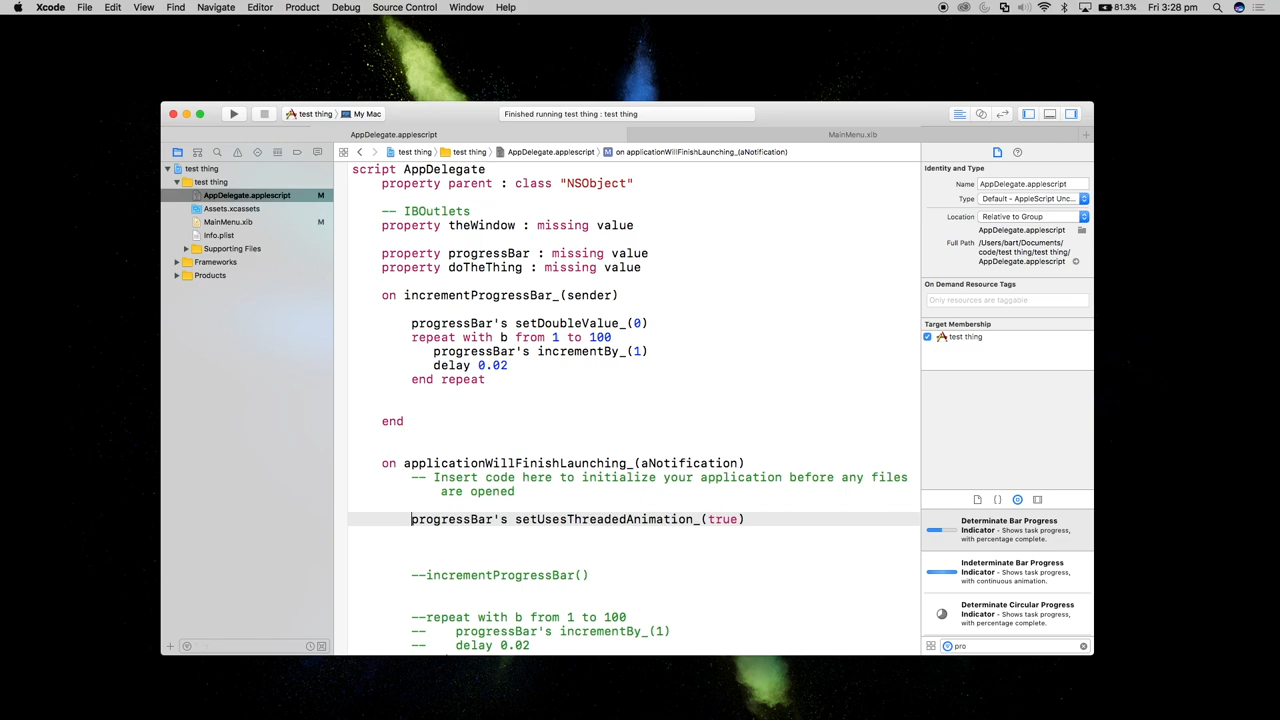 Xcode File Edit View Find Navigate Editor Product Debug Source Control Window Help 81.3% Fri 3:28 pm
test thing My Mac
Finished running test thing : test thing
AppDelegate.applescript MainMenu.xib
test thing test thing AppDelegate.applescript M on applicationWillFinishLaunching_(aNotification)
test thing
test thing
AppDelegate.applescript M
Assets.xcassets
MainMenu.xib M
Info.plist
Supporting Files
Frameworks
Products
script AppDelegate
property parent : class "NSObject"
-- IBOutlets
property theWindow : missing value
property progressBar : missing value
property doTheThing : missing value
on incrementProgressBar_(sender)
progressBar's setDoubleValue_(0)
repeat with b from 1 to 100
progressBar's incrementBy_(1)
delay 0.02
end repeat
end
on applicationWillFinishLaunching_(aNotification)
-- Insert code here to initialize your application before any files
are opened
progressBar's setUsesThreadedAnimation_(true)
--incrementProgressBar()
--repeat with b from 1 to 100
-- progressBar's incrementBy_(1)
-- delay 0.02
Identity and Type
Name AppDelegate.applescript
Type Default - AppleScript Unc...
Location Relative to Group
AppDelegate.applescript
Full Path /Users/bart/Documents/
code/test thing/test thing/
AppDelegate.applescript
On Demand Resource Tags
Only resources are taggable
Target Membership
test thing
Determinate Bar Progress
Indicator - Shows task progress,
with percentage complete.
Indeterminate Bar Progress
Indicator - Shows task progress,
with continuous animation.
Determinate Circular Progress
Indicator - Shows task progress,
with percentage complete.
pro